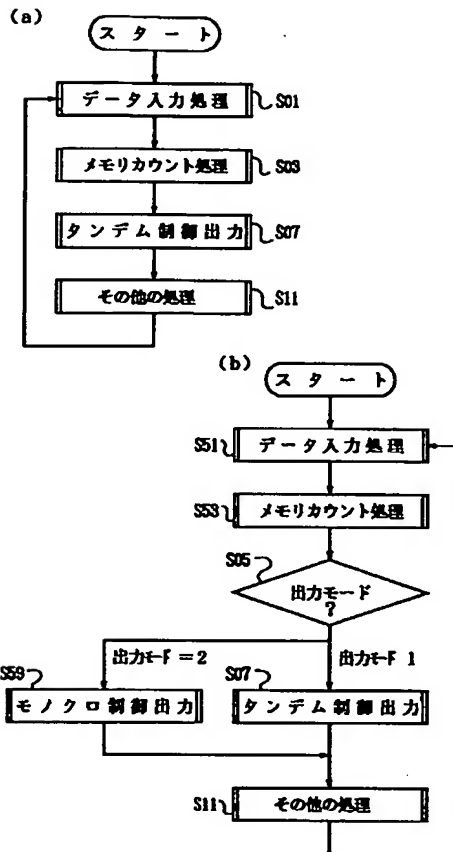 (a)
スタート
データ入力処理 S01
メモリカウント処理 S03
タンデム制御出力 S07
その他の処理 S11
(b)
スタート
S51 データ入力処理
S53 メモリカウント処理
S05
出力モード
?
出力モード=2 出力モード 1
S59 S07
モノクロ制御出力 タンデム制御出力
S11 その他の処理